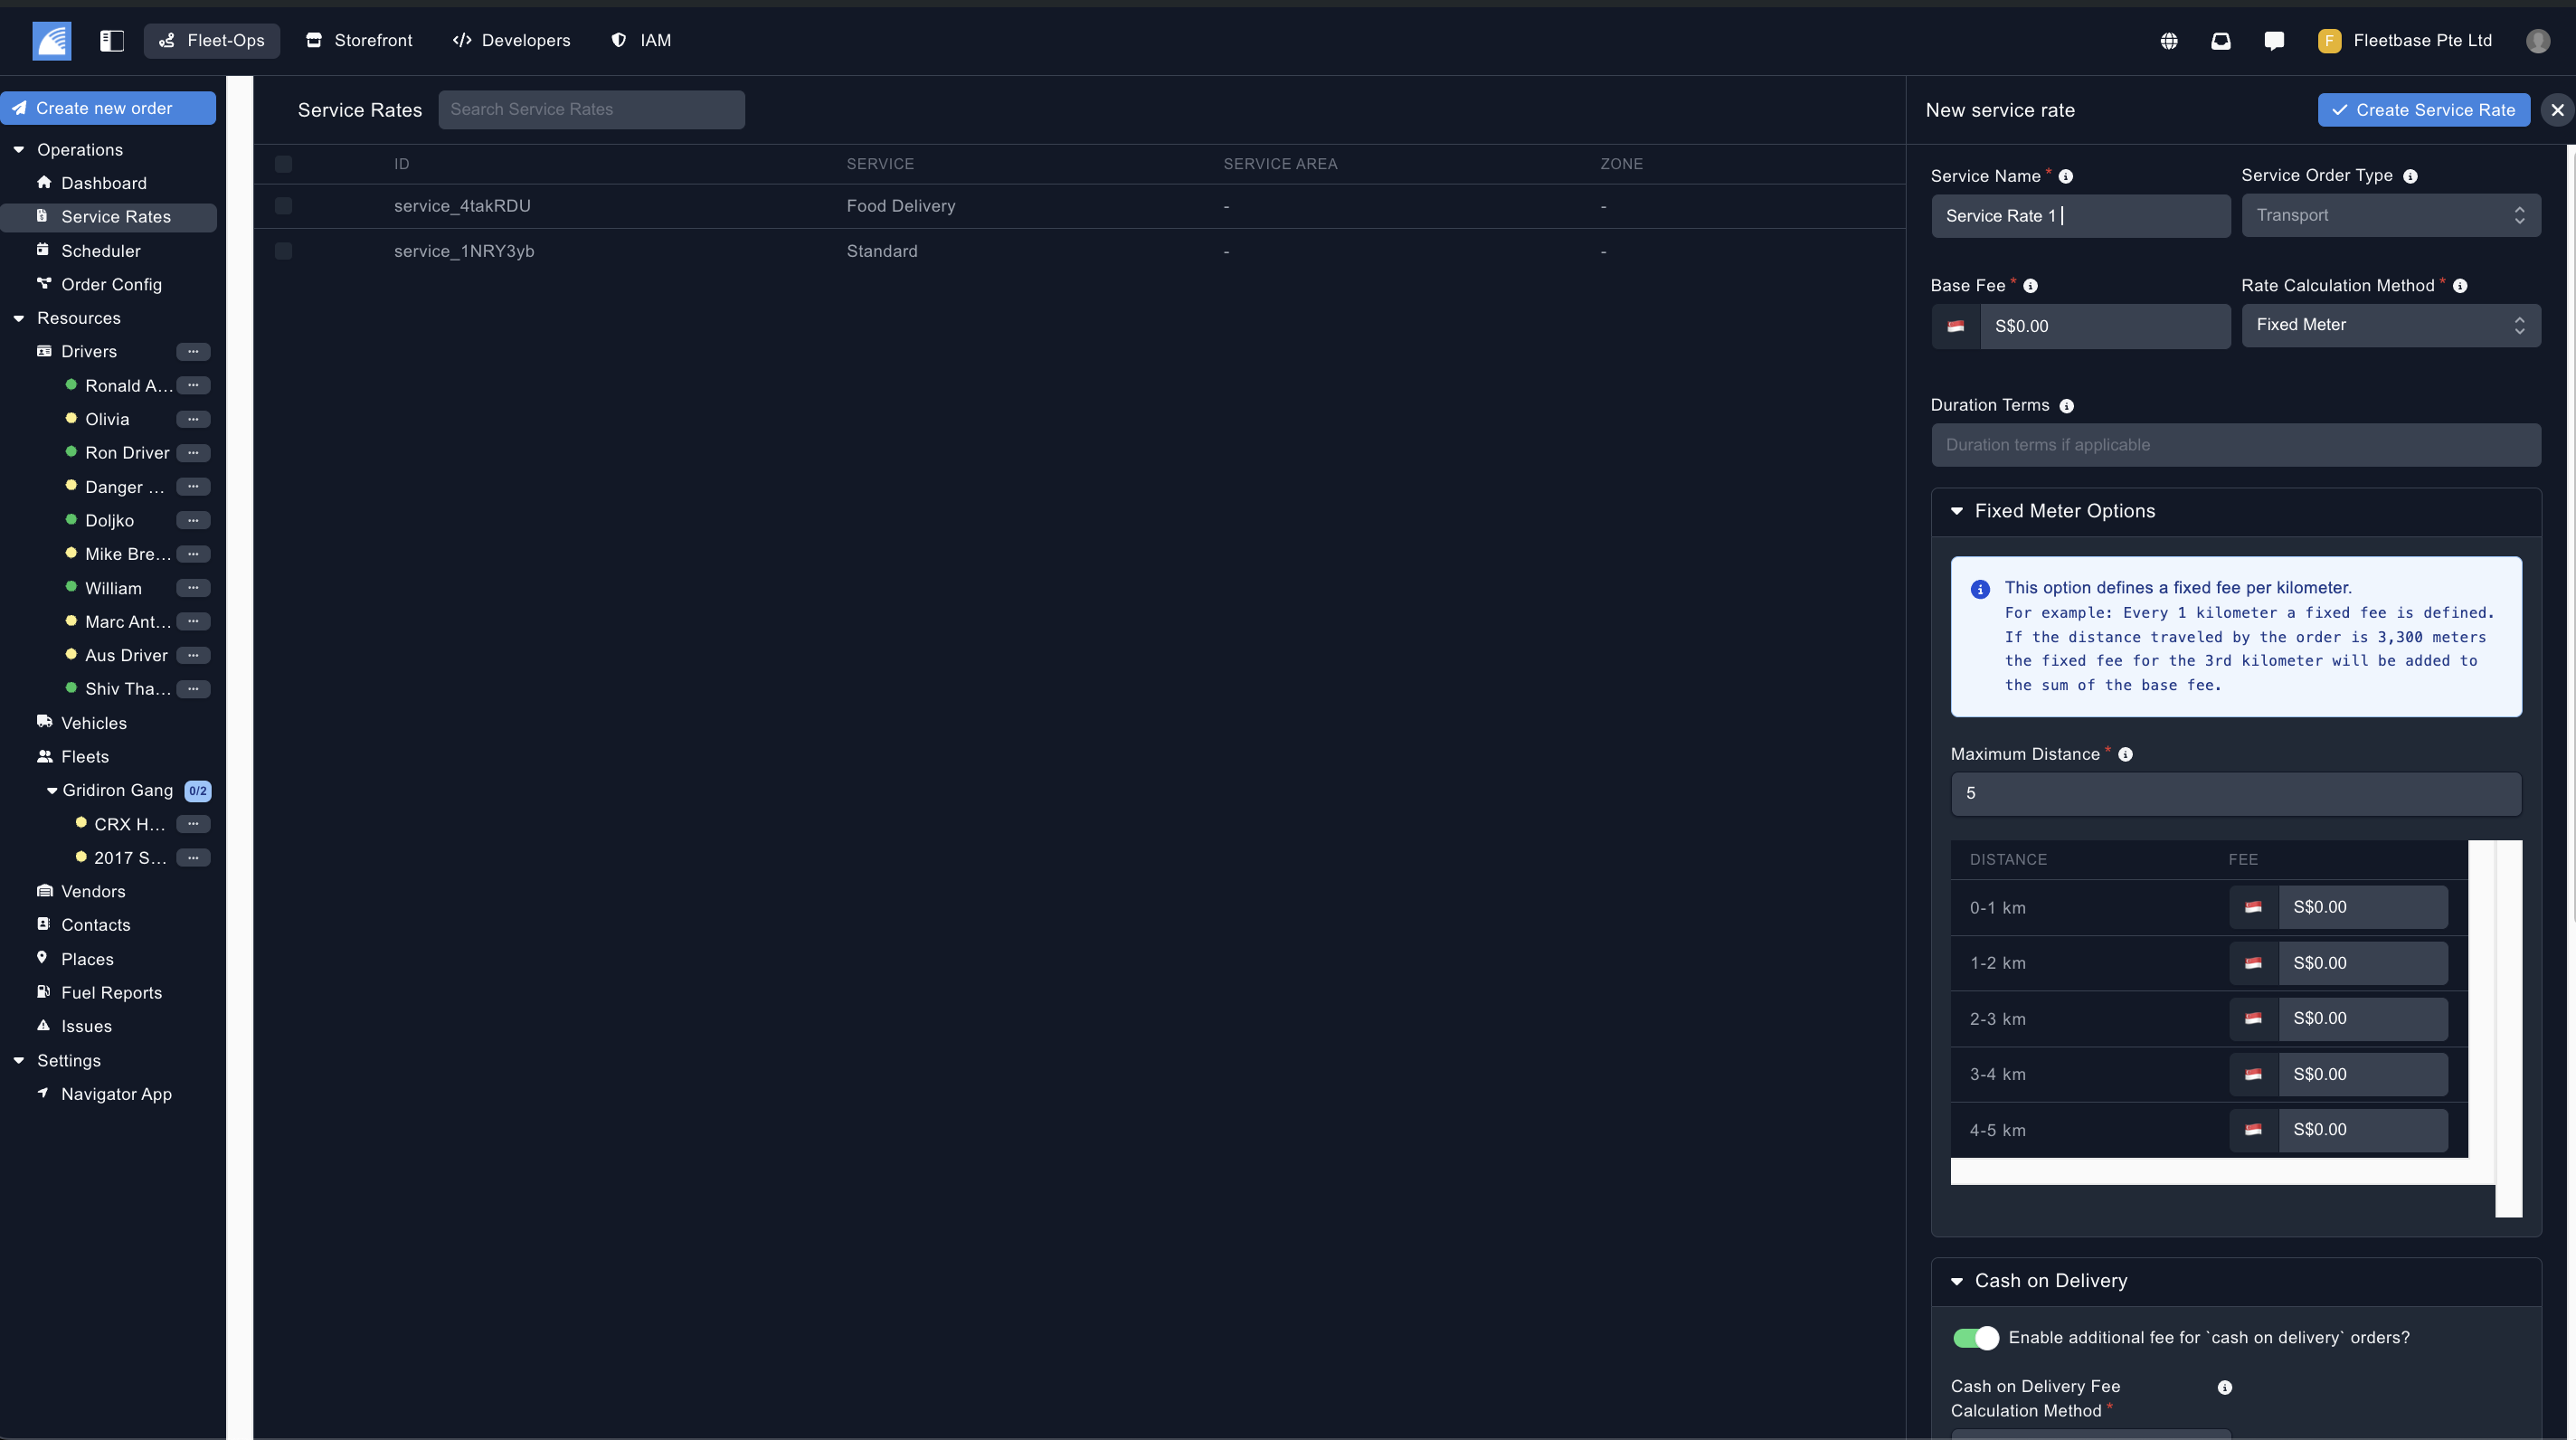 Fleet-Ops
Storefront
Developers
IAM
F
Fleetbase Pte Ltd
Create new order
Operations
Dashboard
Service Rates
Scheduler
Order Config
Resources
Drivers
Ronald A...
Olivia
Ron Driver
Danger ...
Doljko
Mike Bre...
William
Marc Ant...
Aus Driver
Shiv Tha...
Vehicles
Fleets
Gridiron Gang 0/2
CRX H...
2017 S...
Vendors
Contacts
Places
Fuel Reports
Issues
Settings
Navigator App
Service Rates
Search Service Rates
ID SERVICE SERVICE AREA ZONE
service_4takRDU Food Delivery - -
service_1NRY3yb Standard - -
New service rate
Create Service Rate
Service Name *
Service Rate 1
Service Order Type
Transport
Base Fee *
S$0.00
Rate Calculation Method *
Fixed Meter
Duration Terms
Duration terms if applicable
Fixed Meter Options
This option defines a fixed fee per kilometer.
For example: Every 1 kilometer a fixed fee is defined.
If the distance traveled by the order is 3,300 meters
the fixed fee for the 3rd kilometer will be added to
the sum of the base fee.
Maximum Distance *
5
DISTANCE FEE
0-1 km S$0.00
1-2 km S$0.00
2-3 km S$0.00
3-4 km S$0.00
4-5 km S$0.00
Cash on Delivery
Enable additional fee for `cash on delivery` orders?
Cash on Delivery Fee
Calculation Method *